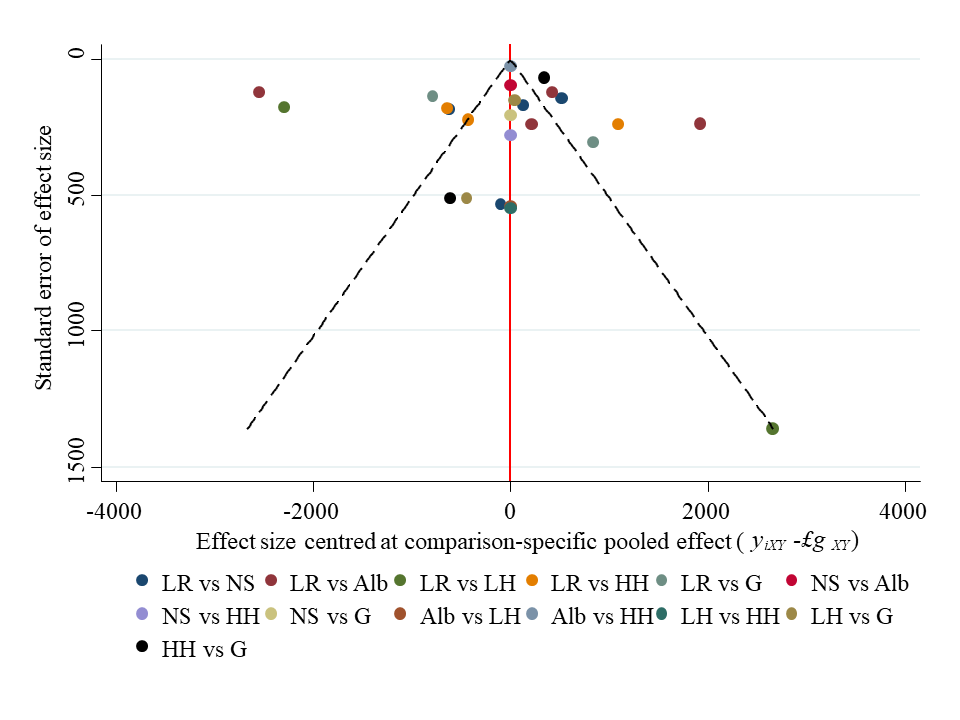 0
500
1000
1500
Standard error of effect size
-4000
-2000
0
2000
4000
Effect size centred at comparison-specific pooled effect ( yiXY -£g XY)
LR vs NS LR vs Alb LR vs LH LR vs HH LR vs G NS vs Alb
NS vs HH NS vs G Alb vs LH Alb vs HH LH vs HH LH vs G
HH vs G